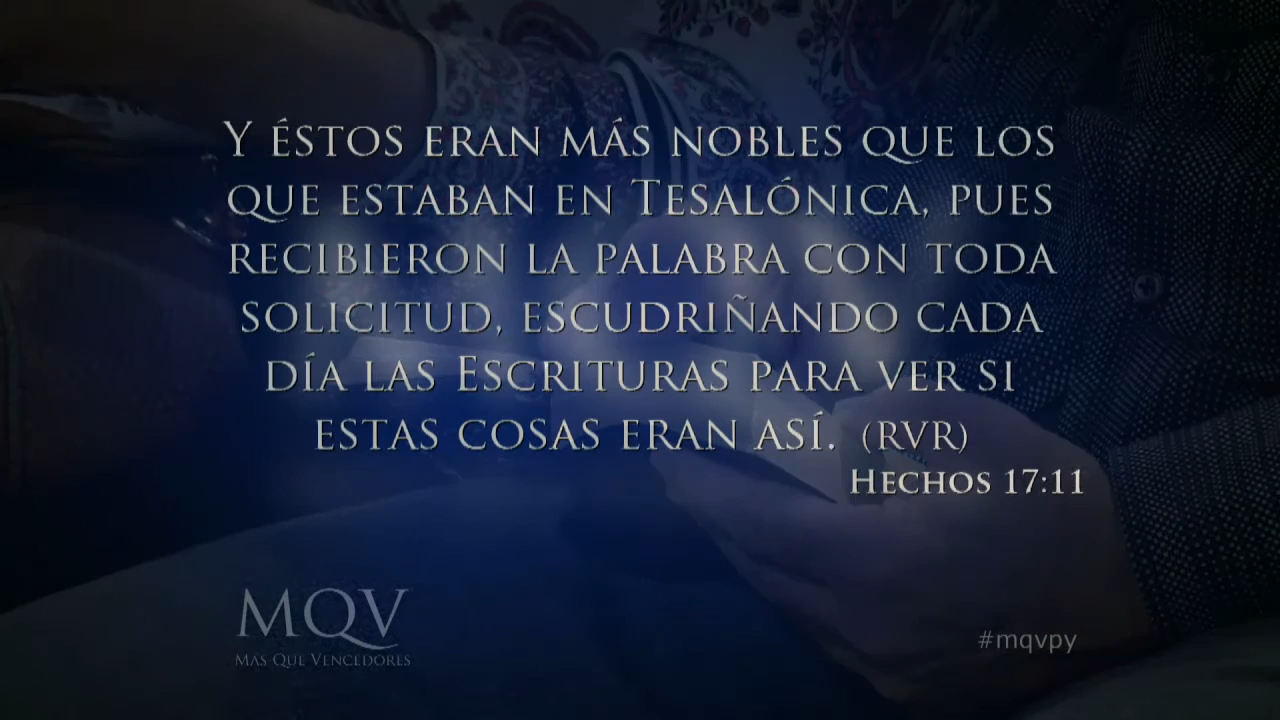 Y éstos eran más nobles que los
que estaban en Tesalónica, pues
recibieron la palabra con toda
solicitud, escudriñando cada
día las Escrituras para ver si
estas cosas eran así. (RVR)
Hechos 17:11
MQV
Mas Que Vencedores
#mqvpy